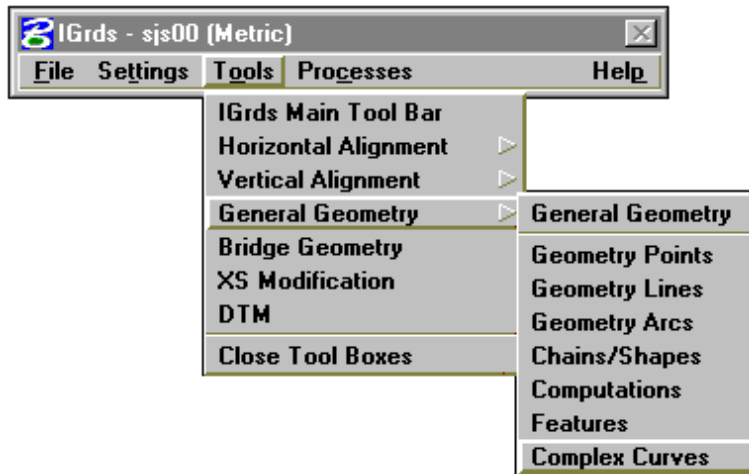 IGrds - sjs00 (Metric)
File Settings Tools Processes Help
IGrds Main Tool Bar
Horizontal Alignment
Vertical Alignment
General Geometry
Bridge Geometry
XS Modification
DTM
Close Tool Boxes
General Geometry
Geometry Points
Geometry Lines
Geometry Arcs
Chains/Shapes
Computations
Features
Complex Curves